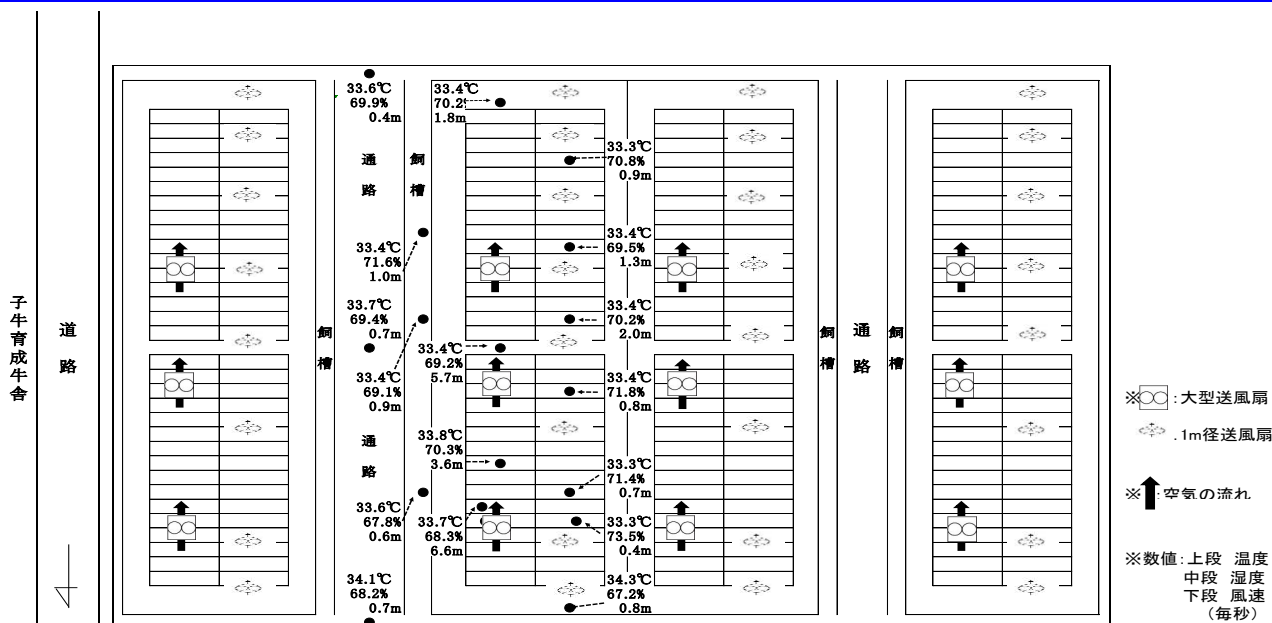 子牛育成牛舎
道路
33.6℃
69.9%
0.4m
33.4℃
70.2
1.8m
通路
飼槽
33.3℃
70.8%
0.9m
33.4℃
71.6%
1.0m
33.4℃
69.5%
1.3m
33.7℃
69.4%
0.7m
33.4℃
70.2%
2.0m
飼槽
33.4℃
69.2%
5.7m
33.4℃
69.1%
0.9m
33.4℃
71.8%
0.8m
飼槽
通路
飼槽
通路
33.8℃
70.3%
3.6m
33.3℃
71.4%
0.7m
33.6℃
67.8%
0.6m
33.7℃
68.3%
6.6m
33.3℃
73.5%
0.4m
34.1℃
68.2%
0.7m
34.3℃
67.2%
0.8m
※ :大型送風扇
.1m径送風扇
※ :空気の流れ
※数値:上段 温度
中段 湿度
下段 風速
(毎秒)